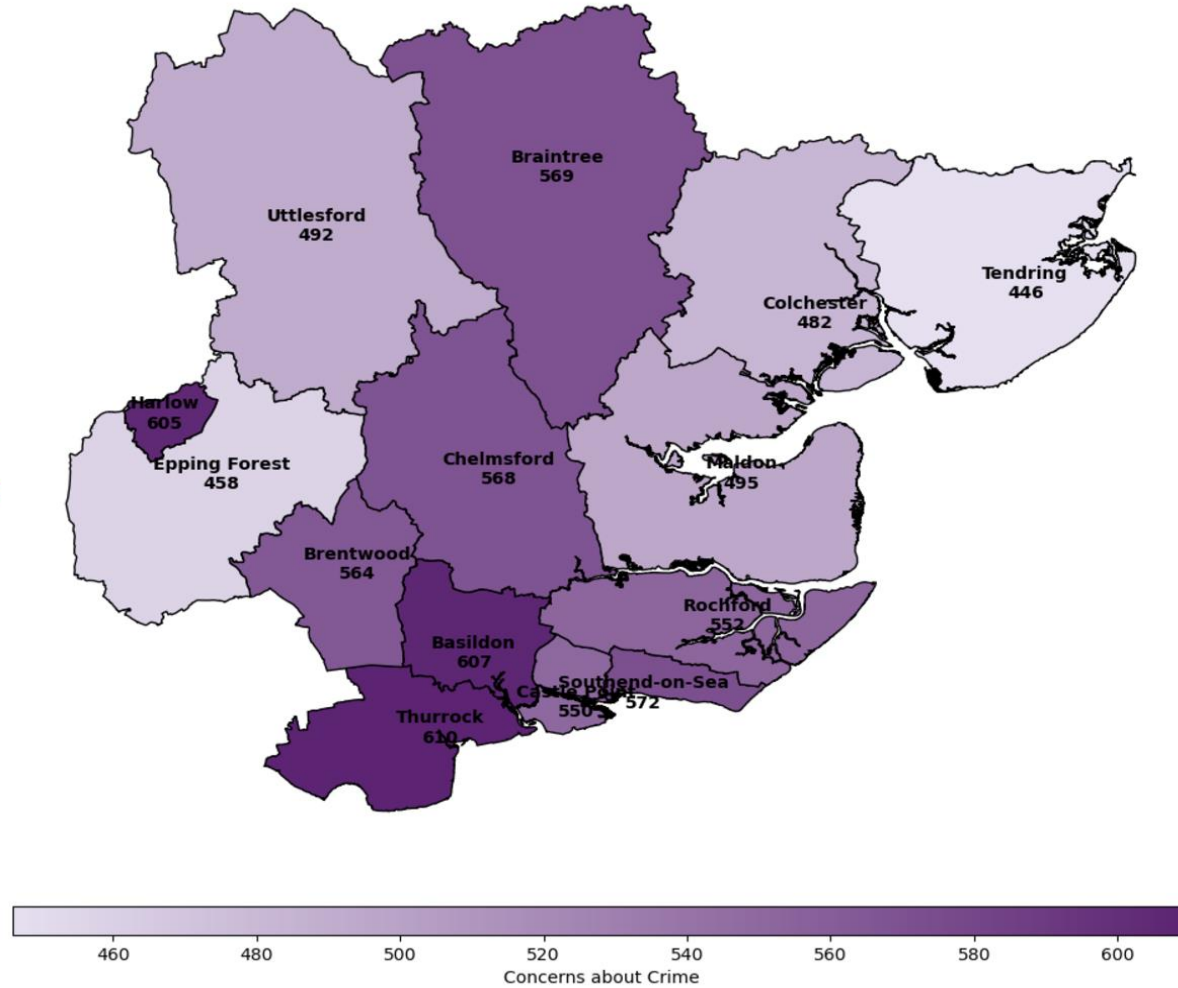 Braintree
569
Uttlesford
492
Tendring
446
Colchester
482
Harlow
605
Epping Forest
458
Chelmsford
568
Maldon
495
Brentwood
564
Rochford
552
Basildon
607
Southend-on-Sea
572
Castle Point
550
Thurrock
610
460 480 500 520 540 560 580 600
Concerns about Crime